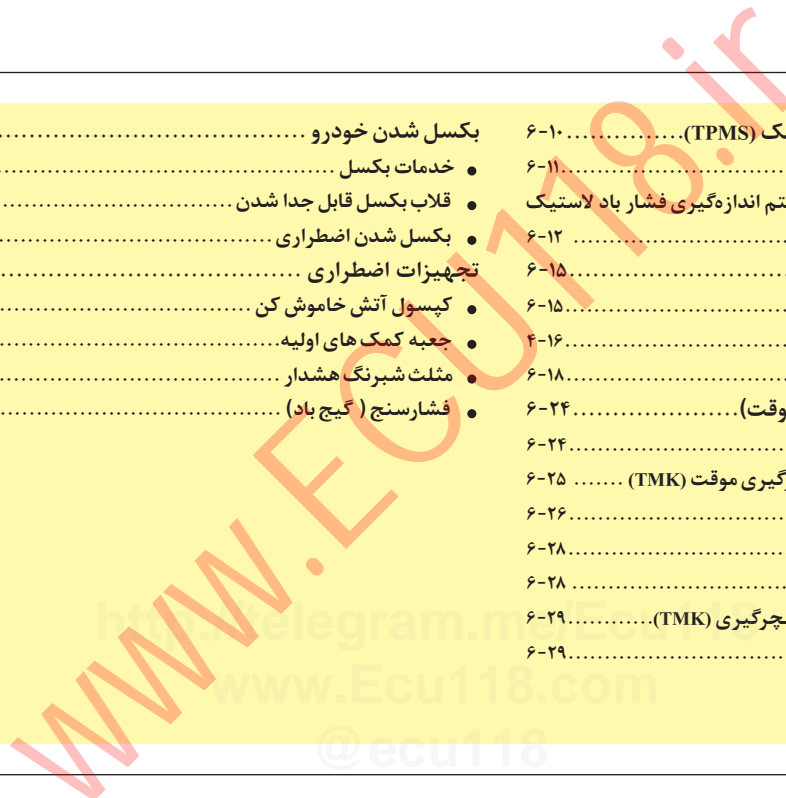 (TPMS) ............... ۶-۱۰
۶-۱۱
اندازه‌گیری فشار باد لاستیک
۶-۱۲
۶-۱۵
۶-۱۵
۴-۱۶
۶-۱۸
۶-۲۴
۶-۲۴
موقت (TMK) ....... ۶-۲۵
۶-۲۶
۶-۲۸
۶-۲۸
(TMK) ............ ۶-۲۹
۶-۲۹
بکسل شدن خودرو
● خدمات بکسل
● قلاب بکسل قابل جدا شدن
● بکسل شدن اضطراری
تجهیزات اضطراری
● کپسول آتش خاموش کن
● جعبه کمک های اولیه
● مثلث شبرنگ هشدار
● فشارسنج ( گیج باد)
www.ECU118.ir
http://telegram.me/Ecu118
www.Ecu118.com
@ecu118